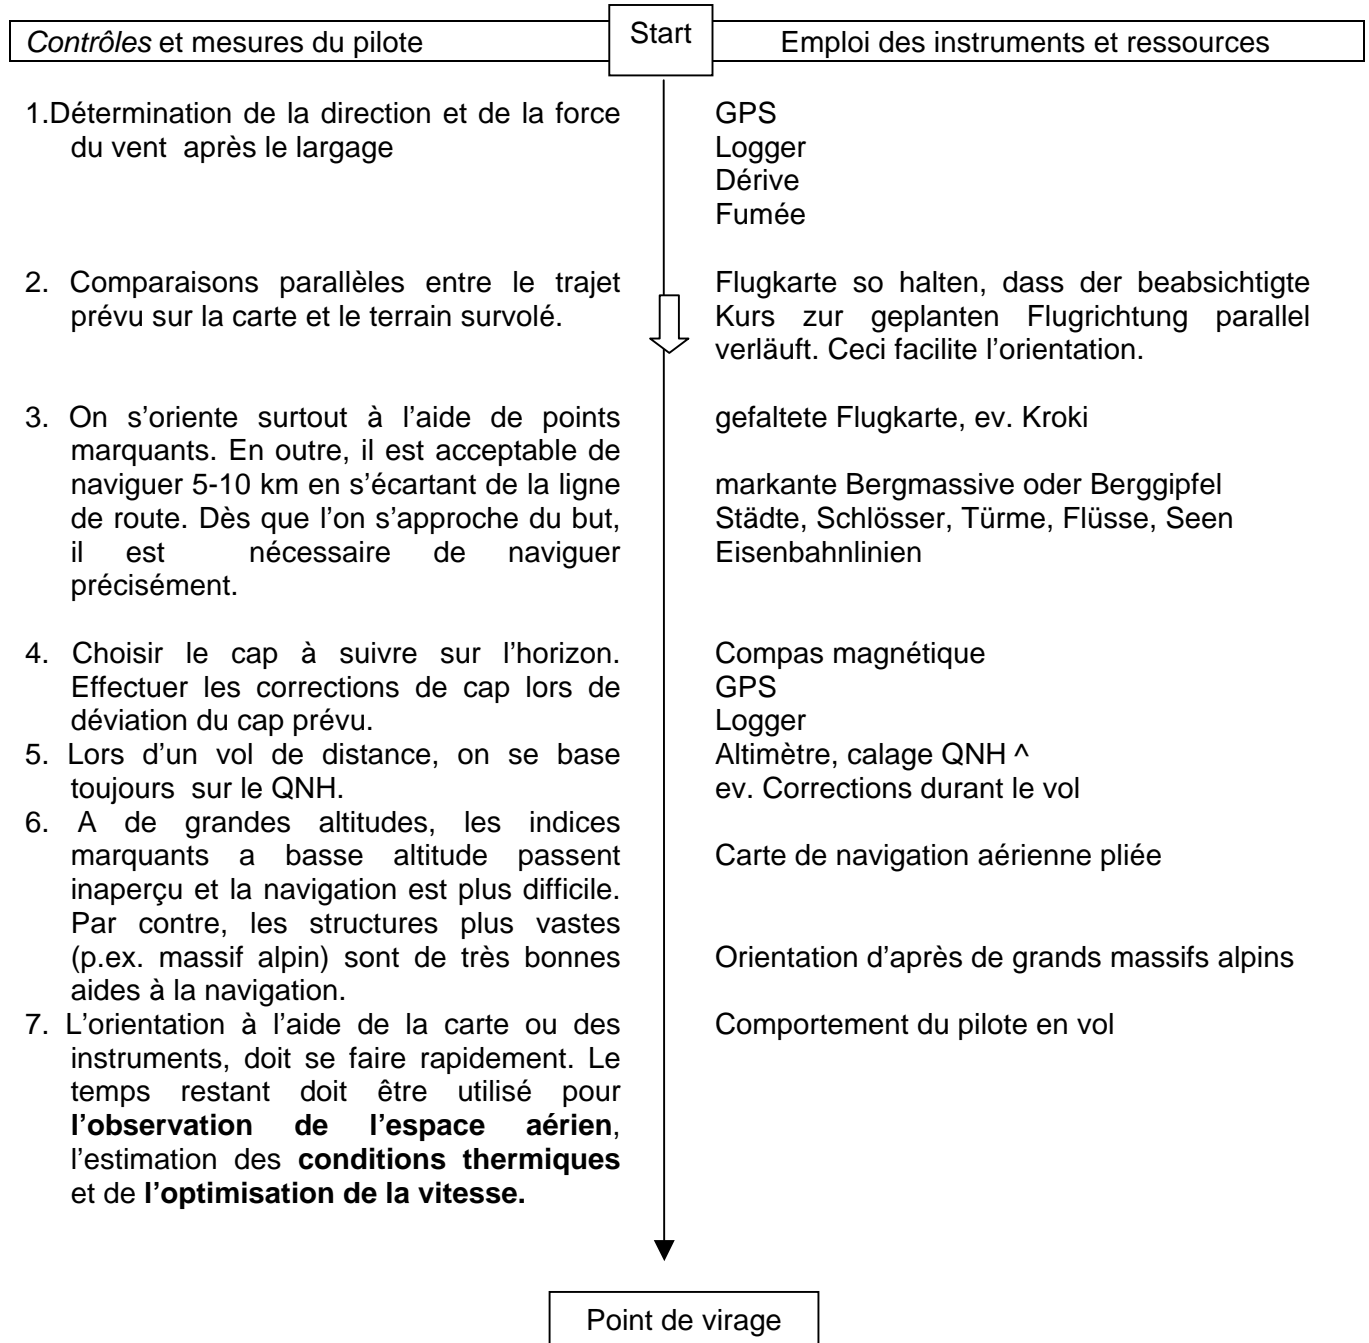 Contrôles et mesures du pilote
Start
Emploi des instruments et ressources
1.Détermination de la direction et de la force
du vent après le largage
GPS
Logger
Dérive
Fumée
2. Comparaisons parallèles entre le trajet
prévu sur la carte et le terrain survolé.
Flugkarte so halten, dass der beabsichtigte
Kurs zur geplanten Flugrichtung parallel
verläuft. Ceci facilite l'orientation.
3. On s'oriente surtout à l'aide de points
marquants. En outre, il est acceptable de
naviguer 5-10 km en s'écartant de la ligne
de route. Dès que l'on s'approche du but,
il est nécessaire de naviguer
précisément.
gefaltete Flugkarte, ev. Kroki
markante Bergmassive oder Berggipfel
Städte, Schlösser, Türme, Flüsse, Seen
Eisenbahnlinien
4. Choisir le cap à suivre sur l'horizon.
Effectuer les corrections de cap lors de
déviation du cap prévu.
Compas magnétique
GPS
Logger
5. Lors d'un vol de distance, on se base
toujours sur le QNH.
Altimètre, calage QNH ^
ev. Corrections durant le vol
6. A de grandes altitudes, les indices
marquants a basse altitude passent
inaperçu et la navigation est plus difficile.
Par contre, les structures plus vastes
(p.ex. massif alpin) sont de très bonnes
aides à la navigation.
Carte de navigation aérienne pliée
Orientation d'après de grands massifs alpins
7. L'orientation à l'aide de la carte ou des
instruments, doit se faire rapidement. Le
temps restant doit être utilisé pour
l'observation de l'espace aérien,
l'estimation des conditions thermiques
et de l'optimisation de la vitesse.
Comportement du pilote en vol
Point de virage